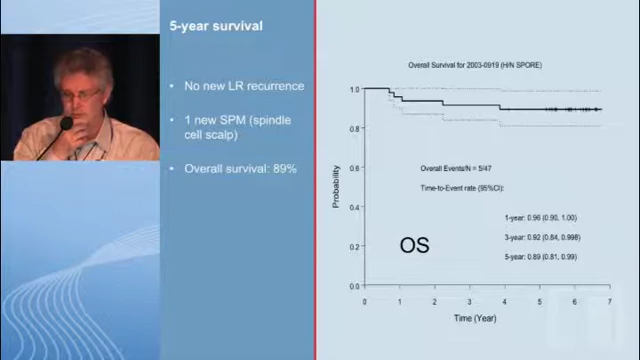 5-year survival
• No new LR recurrence
• 1 new SPM (spindle
cell scalp)
• Overall survival: 89%
Overall Survival for 2003-0919 (H/N SPORE)
Probability
1.0
0.8
0.6
0.4
0.2
0.0
Overall Events/N = 5/47
Time-to-Event rate (95%CI):
1-year: 0.96 (0.90, 1.00)
3-year: 0.92 (0.84, 0.998)
5-year: 0.89 (0.81, 0.99)
OS
0 1 2 3 4 5 6 7
Time (Year)